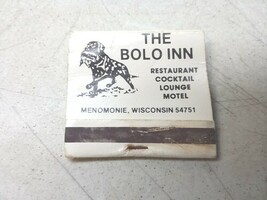 THE
BOLO INN
RESTAURANT
COCKTAIL
LOUNGE
MOTEL
MENOMONIE, WISCONSIN 54751